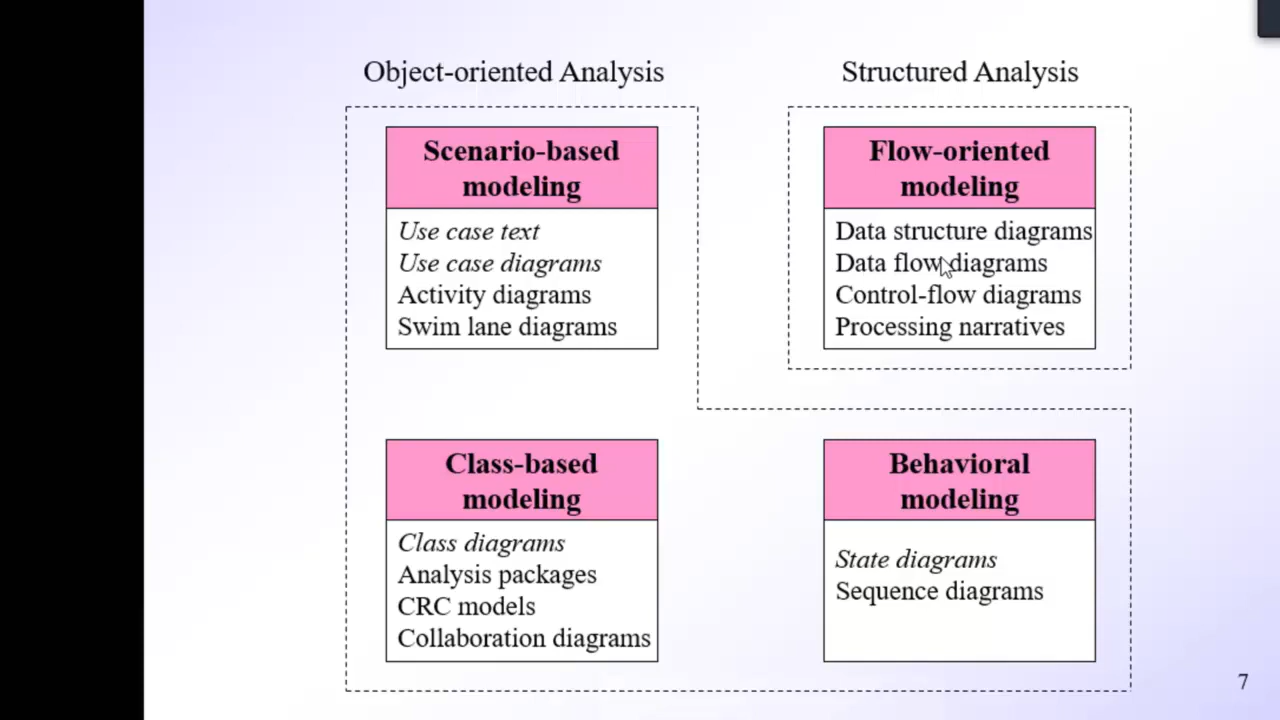 Object-oriented Analysis
Structured Analysis
Scenario-based
modeling
Use case text
Use case diagrams
Activity diagrams
Swim lane diagrams
Flow-oriented
modeling
Data structure diagrams
Data flow diagrams
Control-flow diagrams
Processing narratives
Class-based
modeling
Class diagrams
Analysis packages
CRC models
Collaboration diagrams
Behavioral
modeling
State diagrams
Sequence diagrams
7